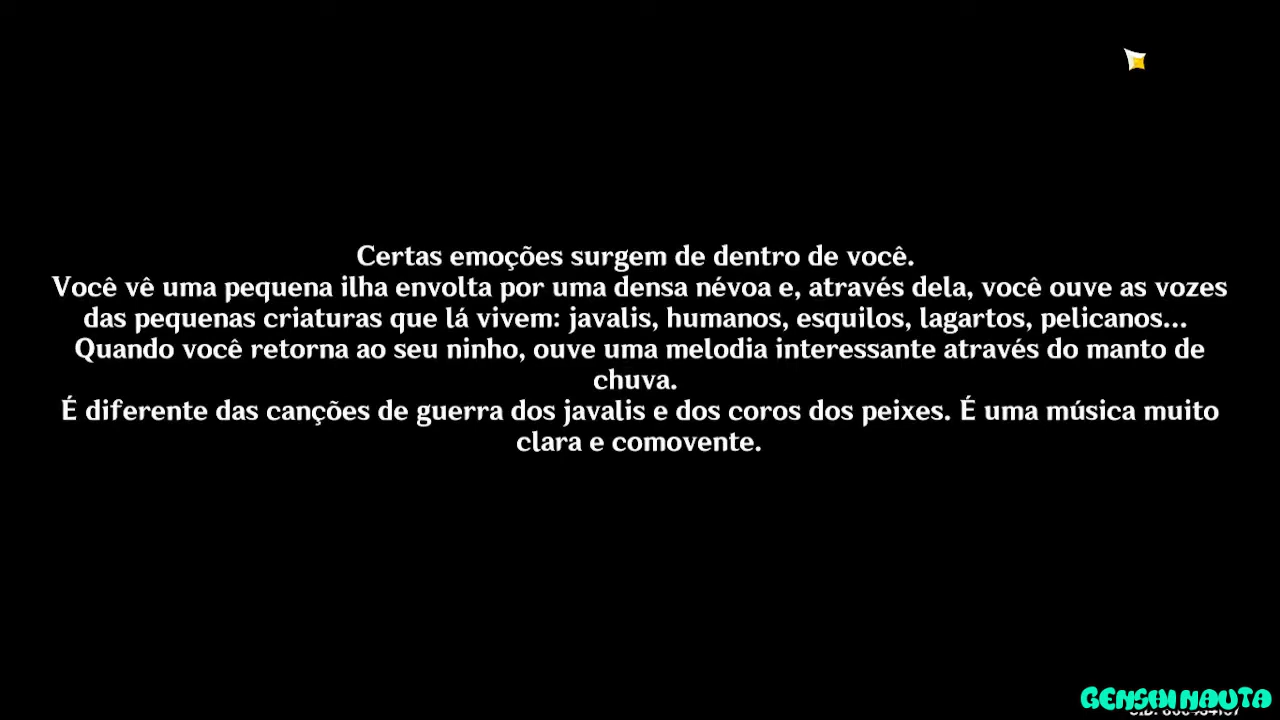 Certas emoções surgem de dentro de você.
Você vê uma pequena ilha envolta por uma densa névoa e, através dela, você ouve as vozes
das pequenas criaturas que lá vivem: javalis, humanos, esquilos, lagartos, pelicanos...
Quando você retorna ao seu ninho, ouve uma melodia interessante através do manto de
chuva.
É diferente das canções de guerra dos javalis e dos coros dos peixes. É uma música muito
clara e comovente.
GENSHINAUTA